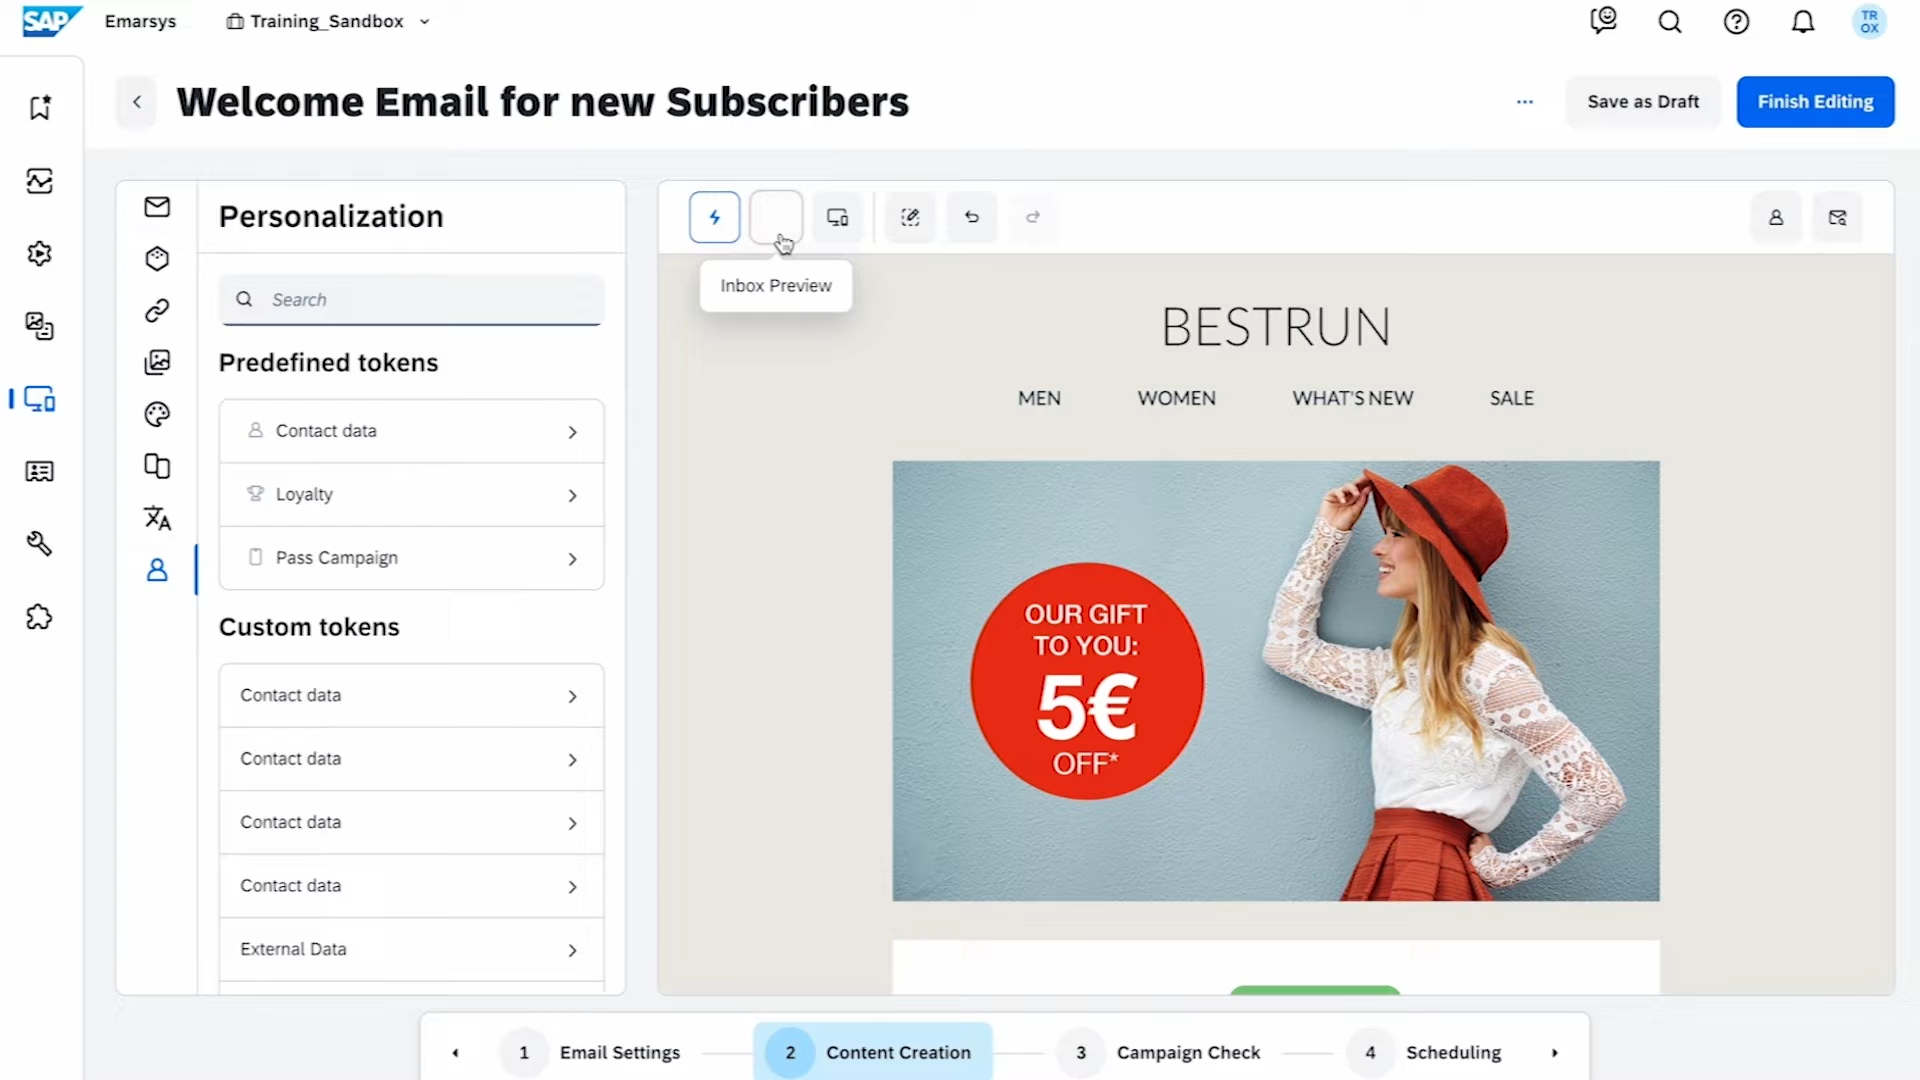 SAP Emarsys Training_Sandbox TR OX
Welcome Email for new Subscribers
Save as Draft
Finish Editing
Personalization
Search
Predefined tokens
Contact data
Loyalty
Pass Campaign
Custom tokens
Contact data
Contact data
Contact data
Contact data
External Data
Inbox Preview
BESTRUN
MEN WOMEN WHAT'S NEW SALE
OUR GIFT
TO YOU:
5€
OFF*
1 Email Settings 2 Content Creation 3 Campaign Check 4 Scheduling